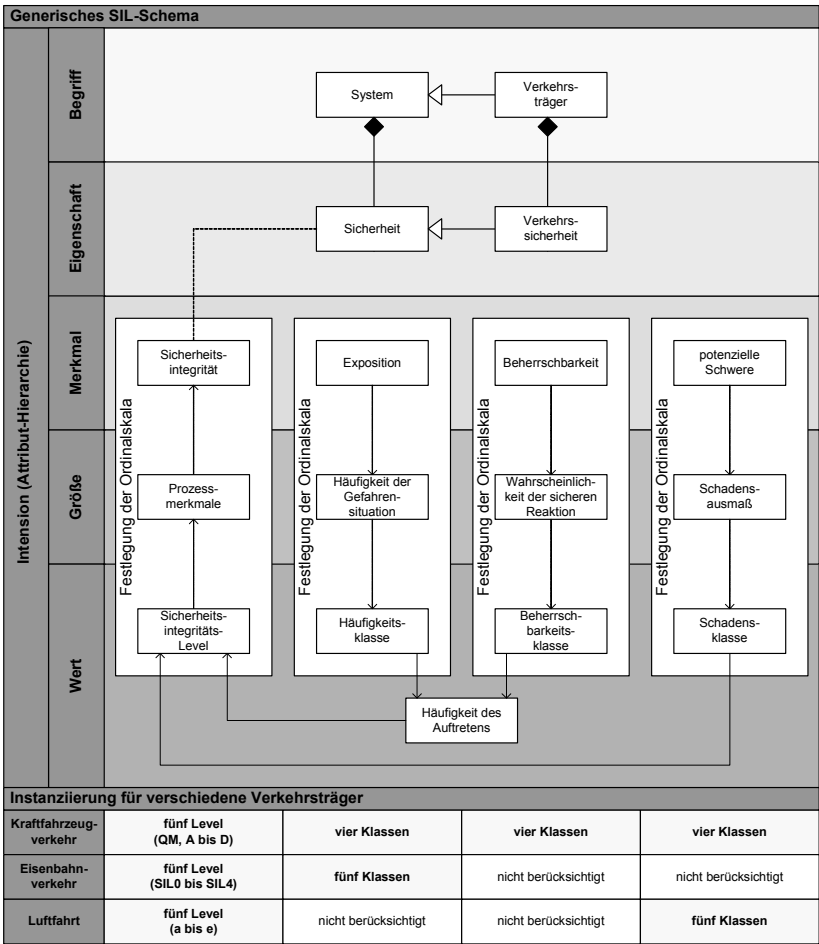 Generisches SIL-Schema
Intension (Attribut-Hierarchie)
Begriff
System
Verkehrs-
träger
Eigenschaft
Sicherheit
Verkehrs-
sicherheit
Merkmal
Festlegung der Ordinalskala
Sicherheits-
integrität
Festlegung der Ordinalskala
Exposition
Festlegung der Ordinalskala
Beherrschbarkeit
Festlegung der Ordinalskala
potenzielle
Schwere
Größe
Prozess-
merkmale
Häufigkeit der
Gefahren-
situation
Wahrscheinlich-
keit der sicheren
Reaktion
Schadens-
ausmaß
Wert
Sicherheits-
integritäts-
Level
Häufigkeits-
klasse
Beherrsch-
barkeits-
klasse
Schadens-
klasse
Häufigkeit des
Auftretens
Instanziierung für verschiedene Verkehrsträger
Kraftfahrzeug-
verkehr
fünf Level
(QM, A bis D)
vier Klassen
vier Klassen
vier Klassen
Eisenbahn-
verkehr
fünf Level
(SIL0 bis SIL4)
fünf Klassen
nicht berücksichtigt
nicht berücksichtigt
Luftfahrt
fünf Level
(a bis e)
nicht berücksichtigt
nicht berücksichtigt
fünf Klassen